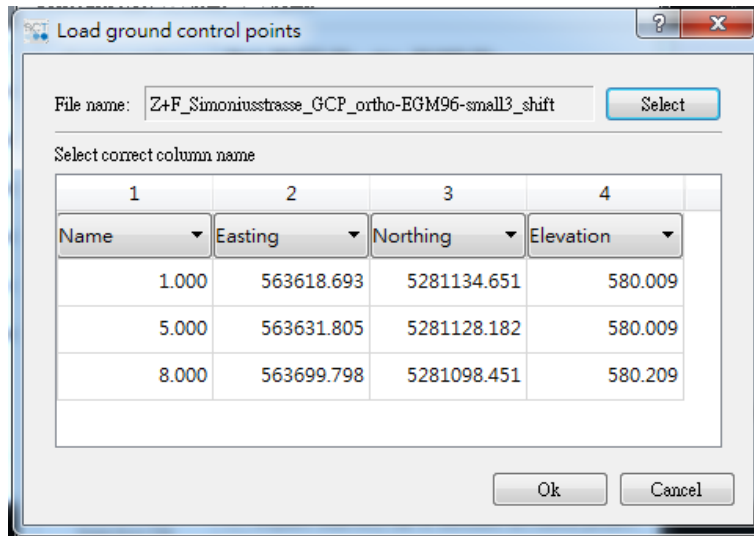 Load ground control points
File name: Z+F_Simoniusstrasse_GCP_ortho-EGM96-small3_shift Select
Select correct column name
1 2 3 4
Name Easting Northing Elevation
1.000 563618.693 5281134.651 580.009
5.000 563631.805 5281128.182 580.009
8.000 563699.798 5281098.451 580.209
Ok Cancel